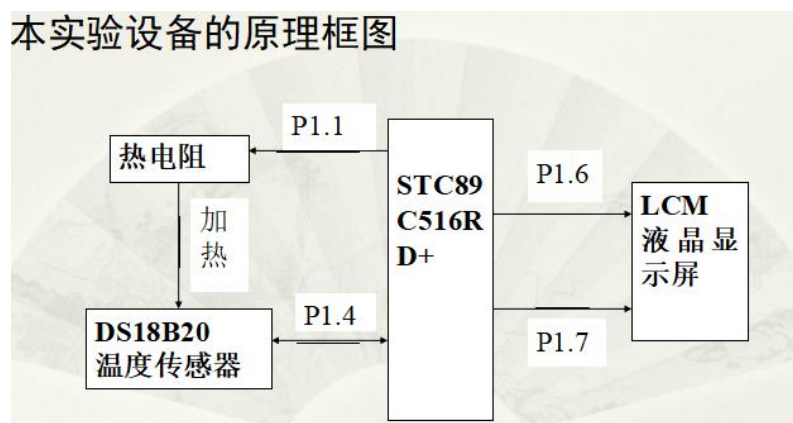 本实验设备的原理框图
P1.1
热电阻
STC89
C516R
D+
P1.6
LCM
液晶显
示屏
加
热
P1.4
DS18B20
温度传感器
P1.7